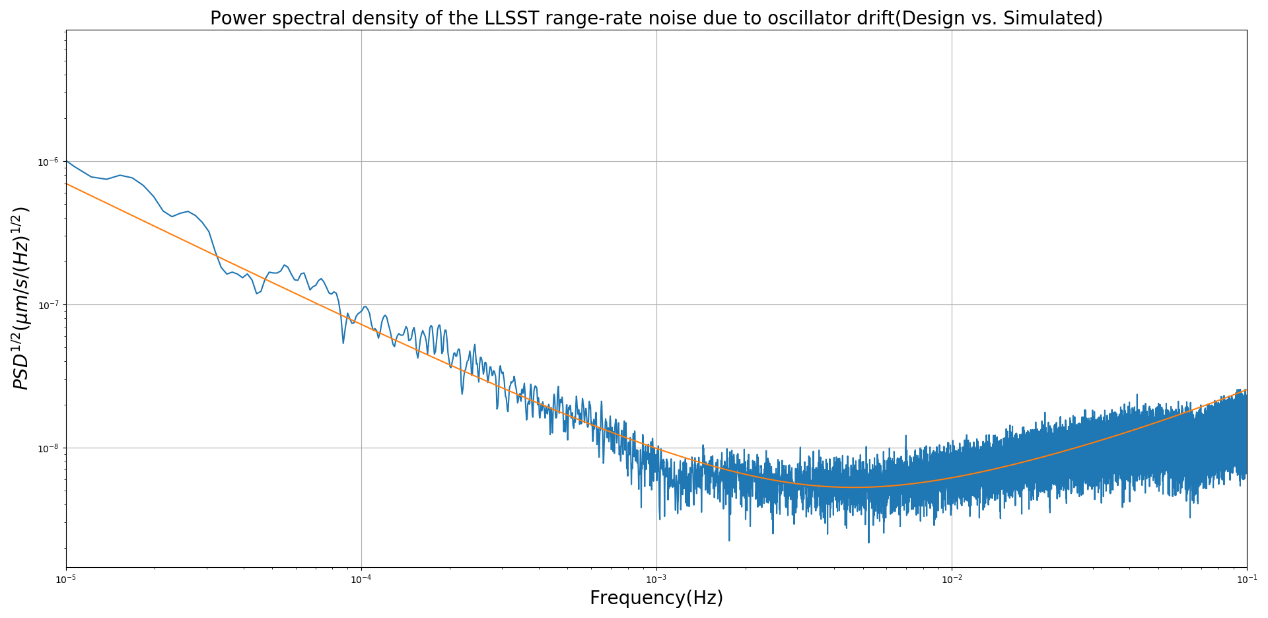 Power spectral density of the LLSST range-rate noise due to oscillator drift(Design vs. Simulated)
PSD^{1/2}(μm/s/(Hz)^{1/2})
10^{-6}
10^{-7}
10^{-8}
10^{-5} 10^{-4} 10^{-3} 10^{-2} 10^{-1}
Frequency(Hz)